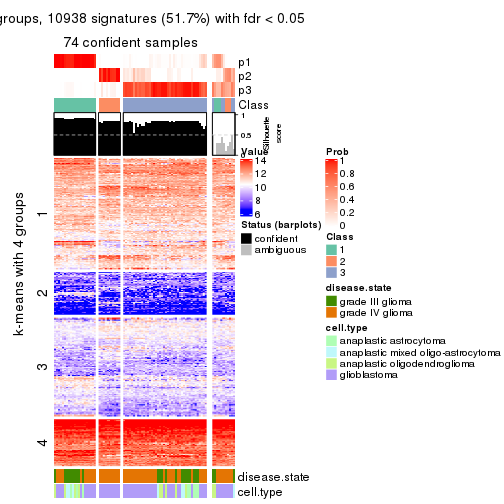 groups, 10938 signatures (51.7%) with fdr < 0.05
74 confident samples
p1
p2
p3
Class
1
0.5
0
Silhouette
score
k-means with 4 groups
1
2
3
4
disease.state
cell.type
Value
14
12
10
8
6
Status (barplots)
confident
ambiguous
Prob
1
0.8
0.6
0.4
0.2
0
Class
1
2
3
disease.state
grade III glioma
grade IV glioma
cell.type
anaplastic astrocytoma
anaplastic mixed oligo-astrocytoma
anaplastic oligodendroglioma
glioblastoma